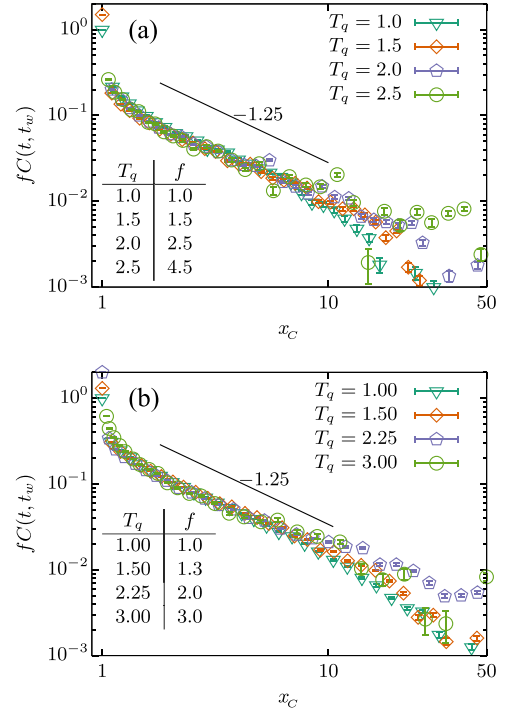 (a)
T_q = 1.0
T_q = 1.5
T_q = 2.0
T_q = 2.5
−1.25
T_q f
1.0 1.0
1.5 1.5
2.0 2.5
2.5 4.5
10^0
10^{-1}
10^{-2}
10^{-3}
fC(t, t_w)
1 10 50
x_C
(b)
T_q = 1.00
T_q = 1.50
T_q = 2.25
T_q = 3.00
−1.25
T_q f
1.00 1.0
1.50 1.3
2.25 2.0
3.00 3.0
10^0
10^{-1}
10^{-2}
10^{-3}
fC(t, t_w)
1 10 50
x_C